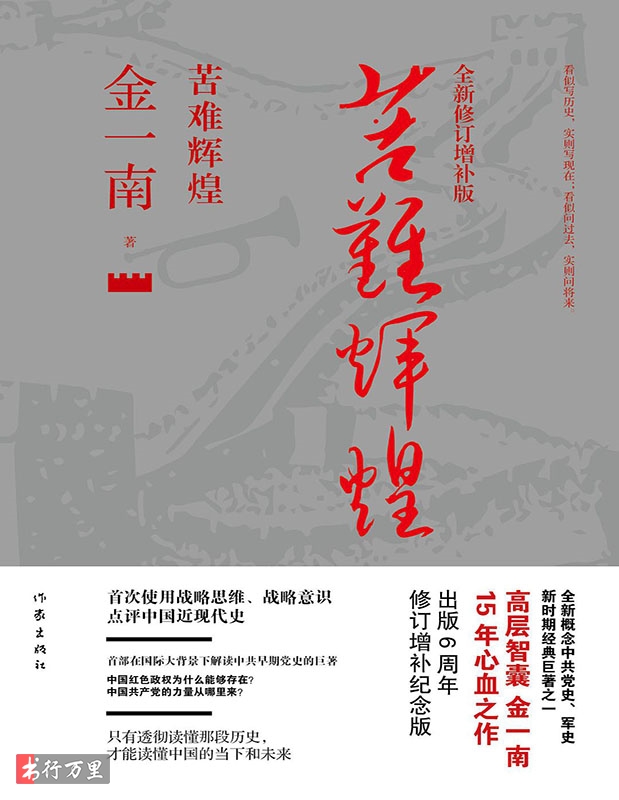 看似写历史，实则写现在；看似问过去，实则问将来。
全新修订增补版
苦難辉煌
苦难辉煌
金一南
著
全新概念中共党史、军史
新时期经典巨著之一
高层智囊 金一南
15年心血之作
出版6周年
修订增补纪念版
首次使用战略思维、战略意识
点评中国近现代史
首部在国际大背景下解读中共早期党史的巨著
中国红色政权为什么能够存在？
中国共产党的力量从哪里来？
只有透彻读懂那段历史，
才能读懂中国的当下和未来
作家出版社
书行万里